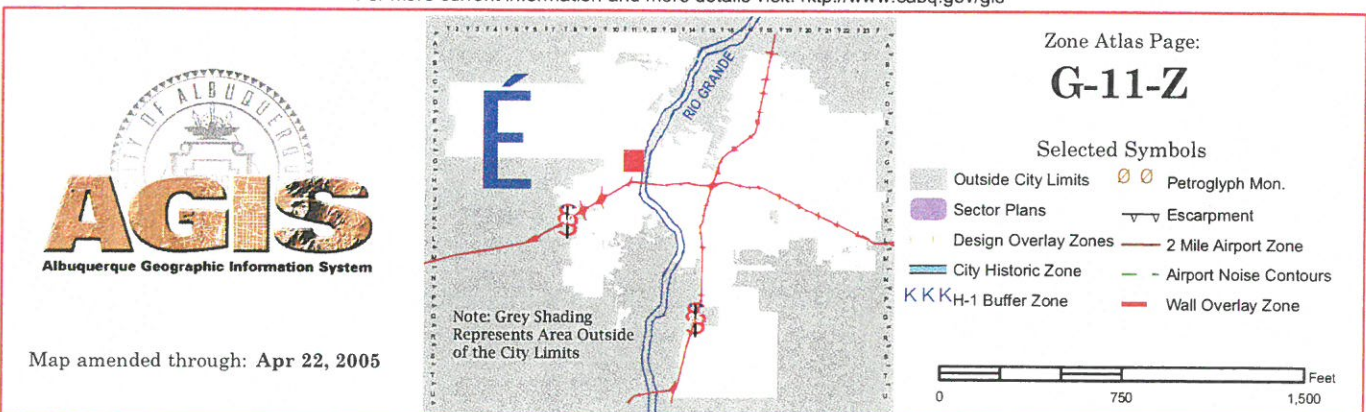 CITY OF ALBUQUERQUE
AGIS
Albuquerque Geographic Information System
Map amended through: Apr 22, 2005
É
RIO GRANDE
Note: Grey Shading
Represents Area Outside
of the City Limits
Zone Atlas Page:
G-11-Z
Selected Symbols
Outside City Limits
Sector Plans
Design Overlay Zones
City Historic Zone
K K K H-1 Buffer Zone
Ø Ø Petroglyph Mon.
Escarpment
2 Mile Airport Zone
Airport Noise Contours
Wall Overlay Zone
Feet
0 750 1,500